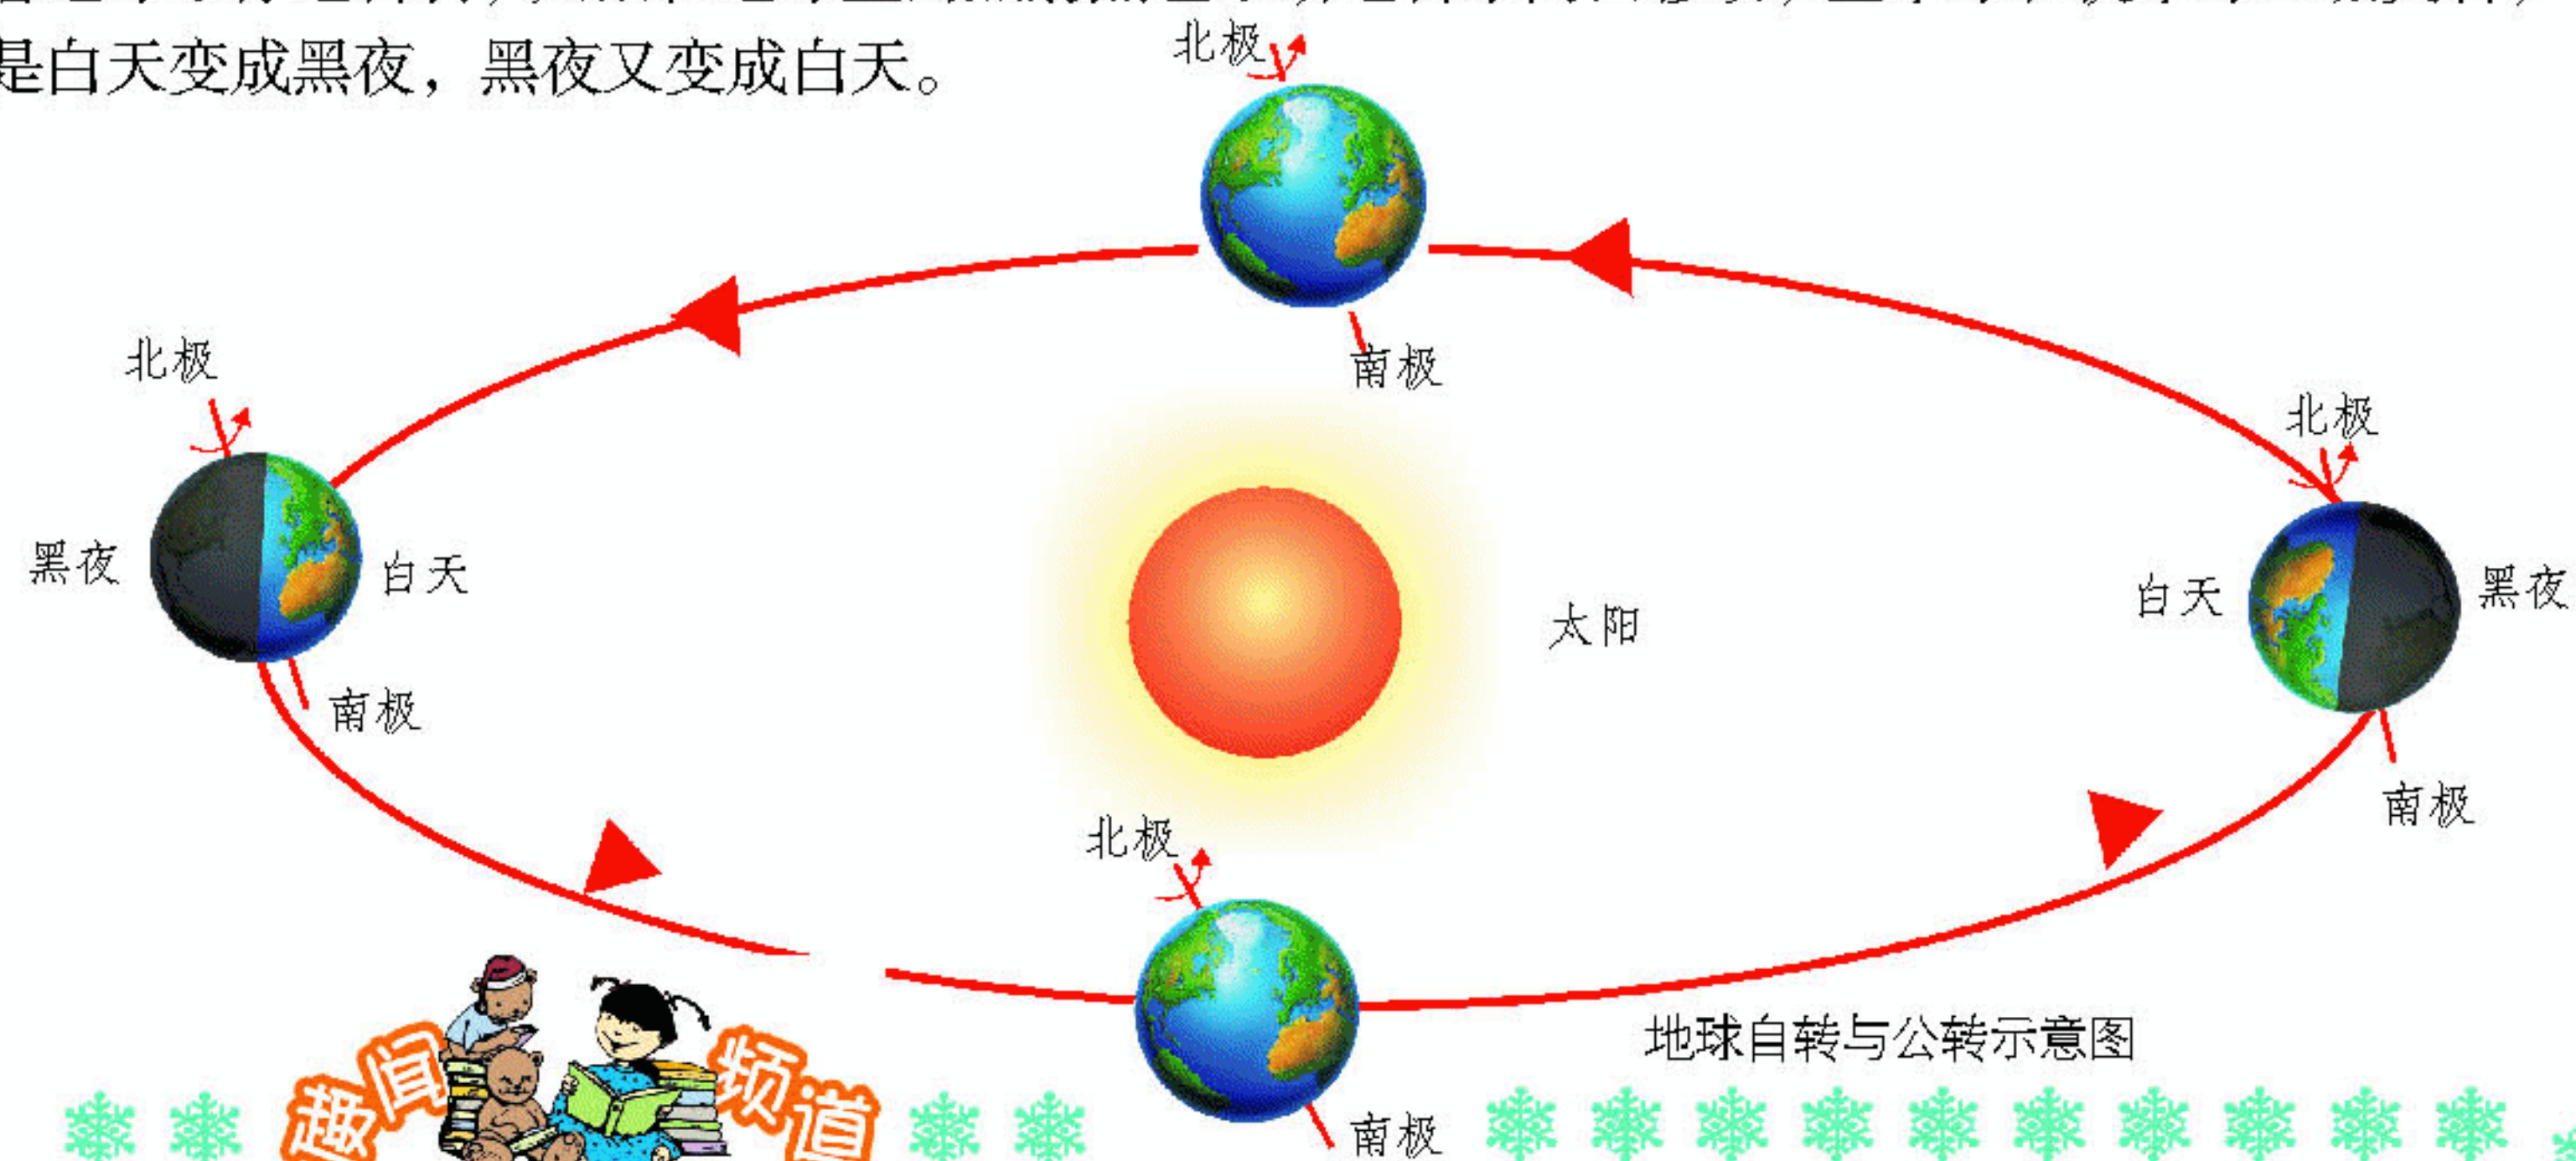 是白天变成黑夜，黑夜又变成白天。
北极
南极
北极
北极
黑夜
白天
太阳
白天
黑夜
南极
南极
北极
地球自转与公转示意图
趣闻
频道
南极